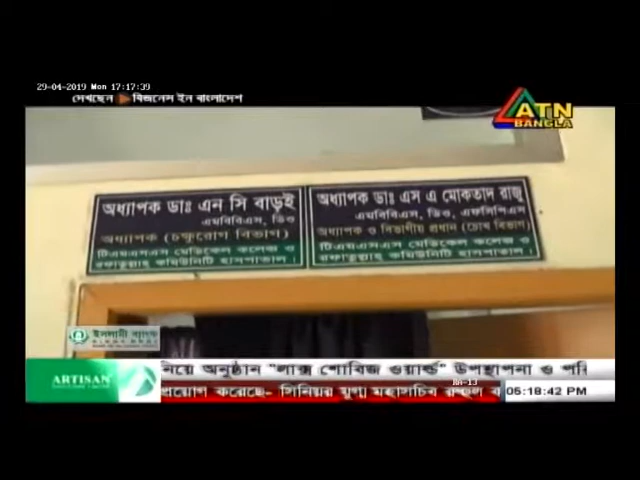 29-04-2019 Mon 17:17:39
দেখছেন বিজনেস ইন বাংলাদেশ
ATN
BANGLA
অধ্যাপক ডাঃ এন সি বাড়ই
এমবিবিএস, ডিও
অধ্যাপক (চক্ষুরোগ বিভাগ)
টিএমএসএস মেডিকেল কলেজ ও
রফাতুল্লাহ্ কমিউনিটি হাসপাতাল।
অধ্যাপক ডাঃ এস এ মোকতাদ রাজু
এমবিবিএস, ডিও, এফসিপিএস
অধ্যাপক ও বিভাগীয় প্রধান (চোখ বিভাগ)
টিএমএসএস মেডিকেল কলেজ ও
রফাতুল্লাহ্ কমিউনিটি হাসপাতাল।
ইসলামী ব্যাংক
ARTISAN
নিয়ে অনুষ্ঠান "লাক্স শোবিজ ওয়ার্ল্ড" উপস্থাপনা ও পরি
প্রয়োগ করেছে- সিনিয়র যুগ্ম মহাসচিব রুহুল ক
05:18:42 PM